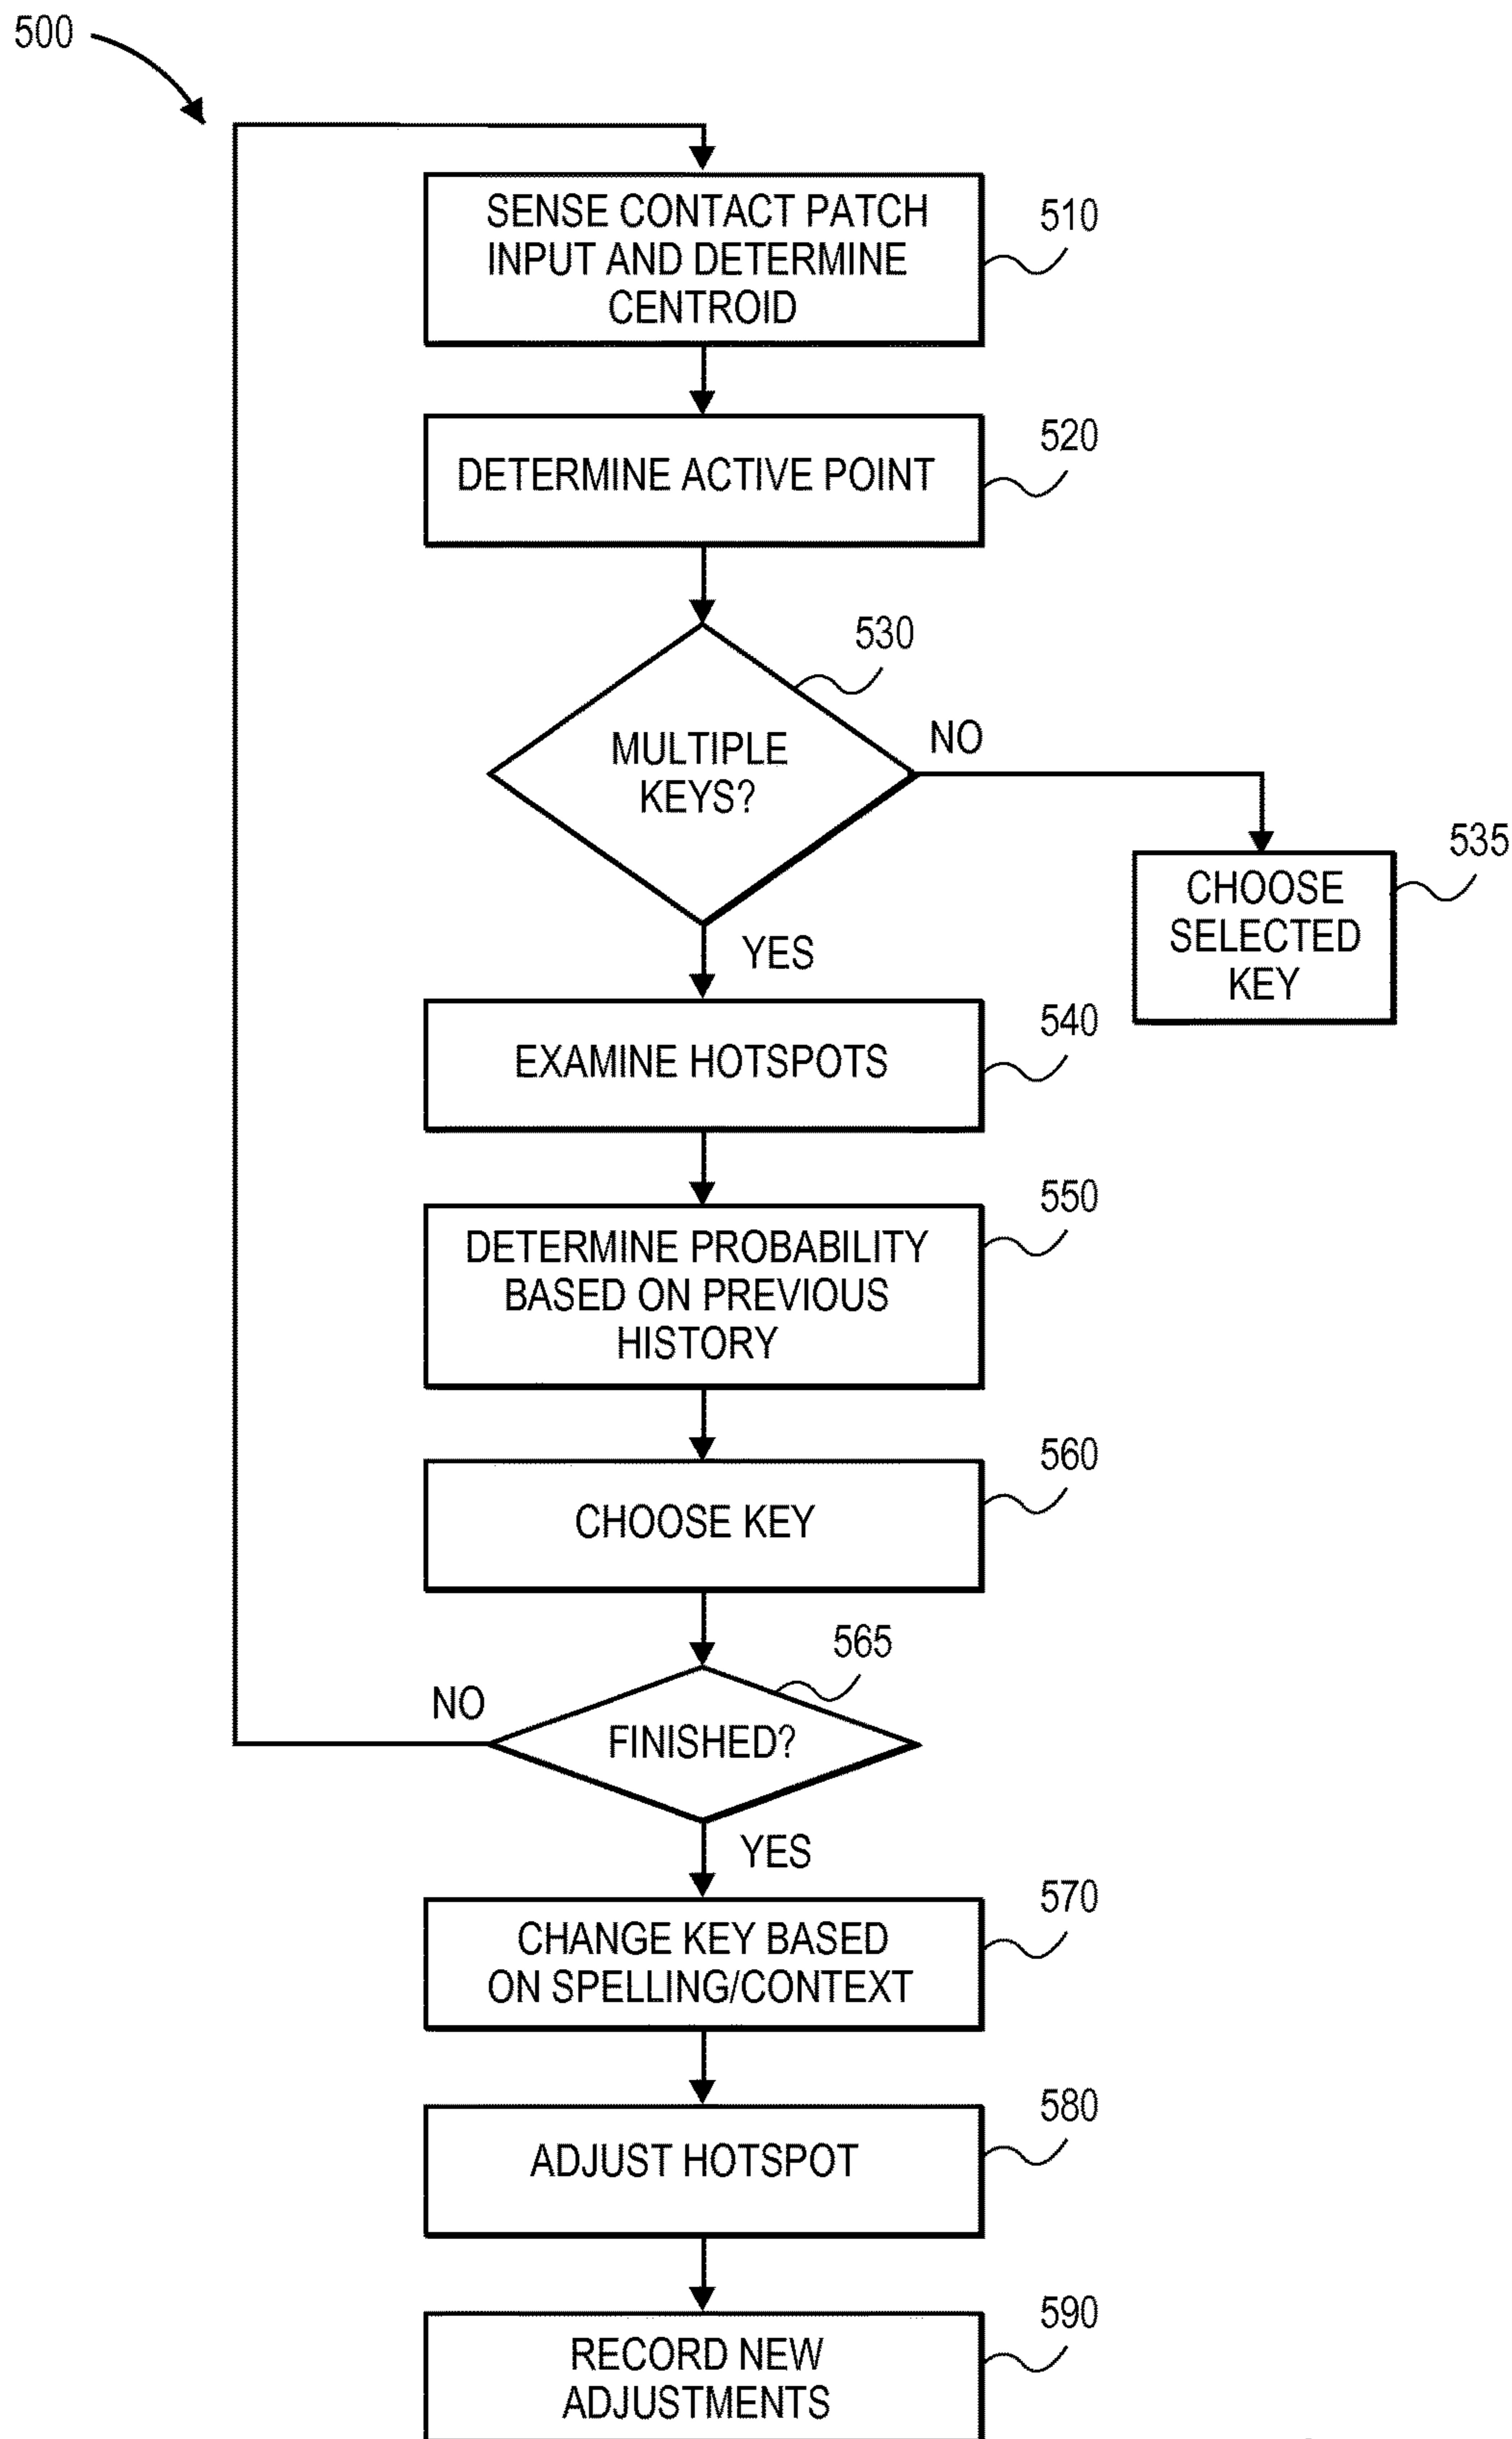 500
SENSE CONTACT PATCH
INPUT AND DETERMINE
CENTROID
510
DETERMINE ACTIVE POINT
520
530
MULTIPLE
KEYS?
NO
535
CHOOSE
SELECTED
KEY
YES
540
EXAMINE HOTSPOTS
550
DETERMINE PROBABILITY
BASED ON PREVIOUS
HISTORY
560
CHOOSE KEY
565
NO
FINISHED?
YES
570
CHANGE KEY BASED
ON SPELLING/CONTEXT
580
ADJUST HOTSPOT
590
RECORD NEW
ADJUSTMENTS